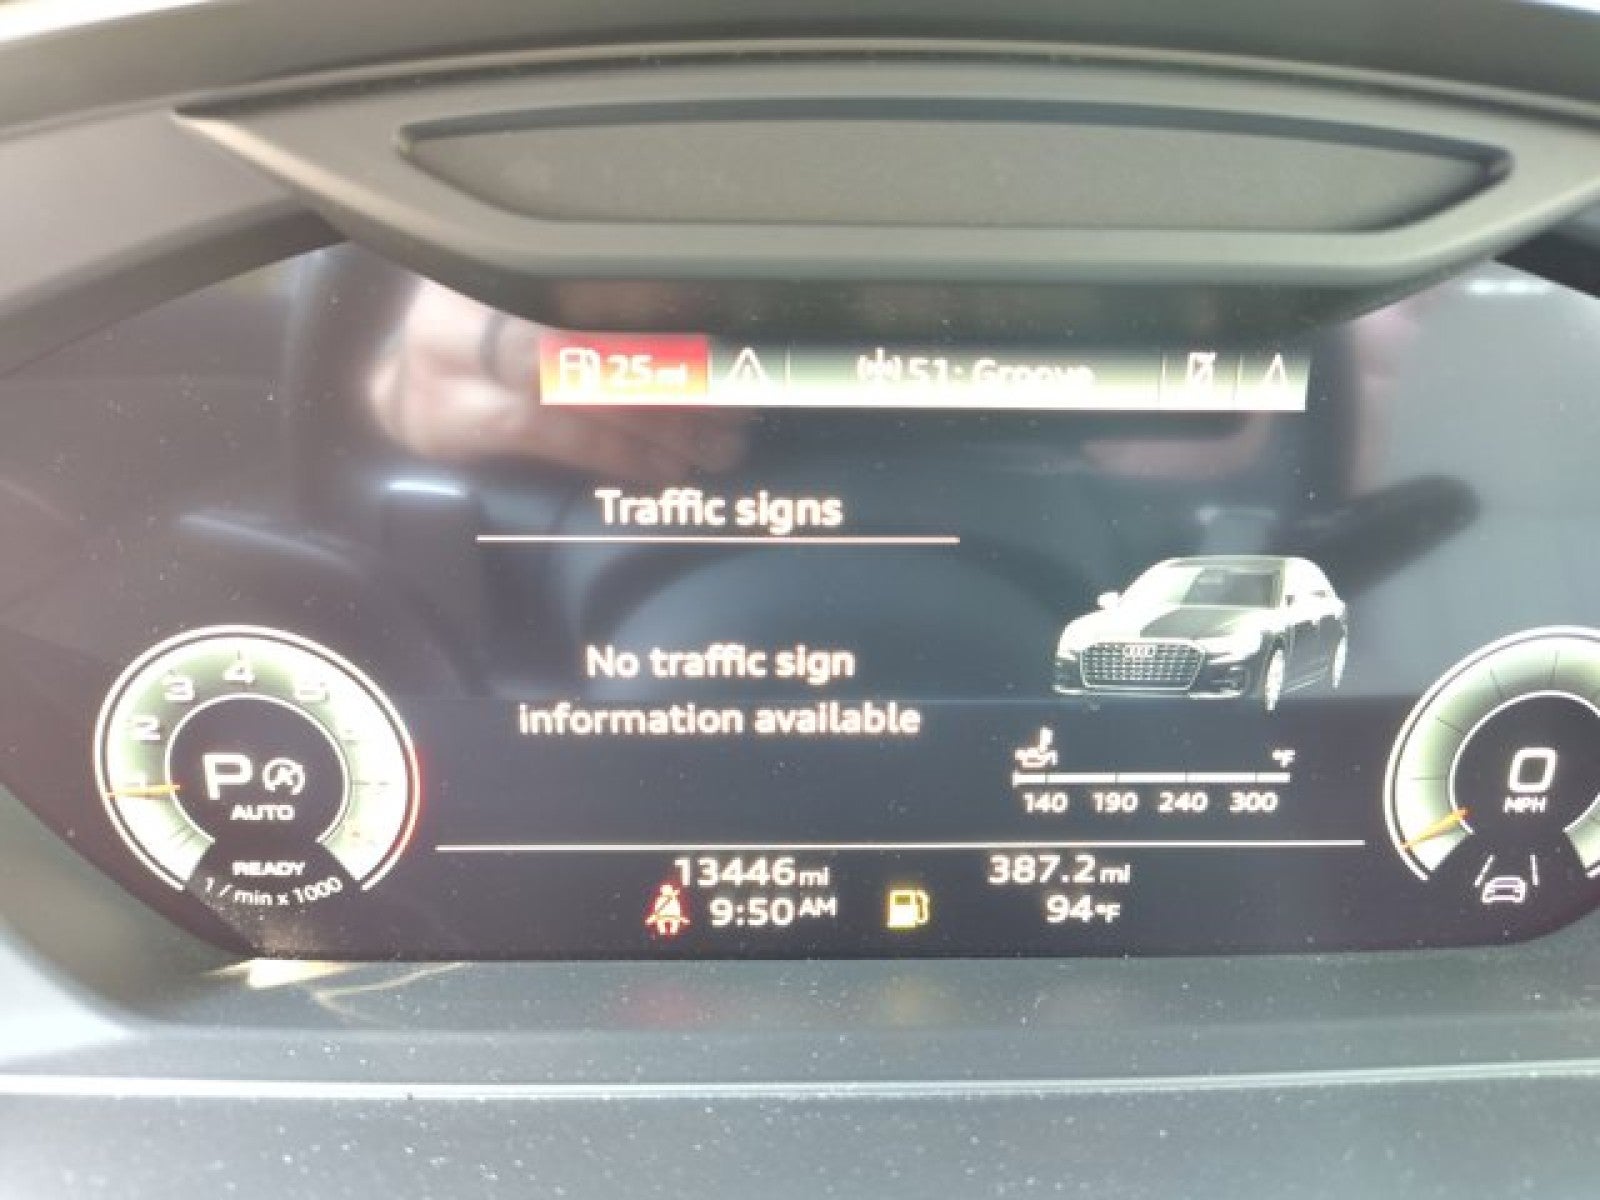 25 mi
51: Groove
Traffic signs
No traffic sign
information available
1 2 3 4 5
P A
AUTO
READY
1 / min x 1000
°F
140 190 240 300
0
MPH
13446 mi 387.2 mi
9:50 AM 94°F